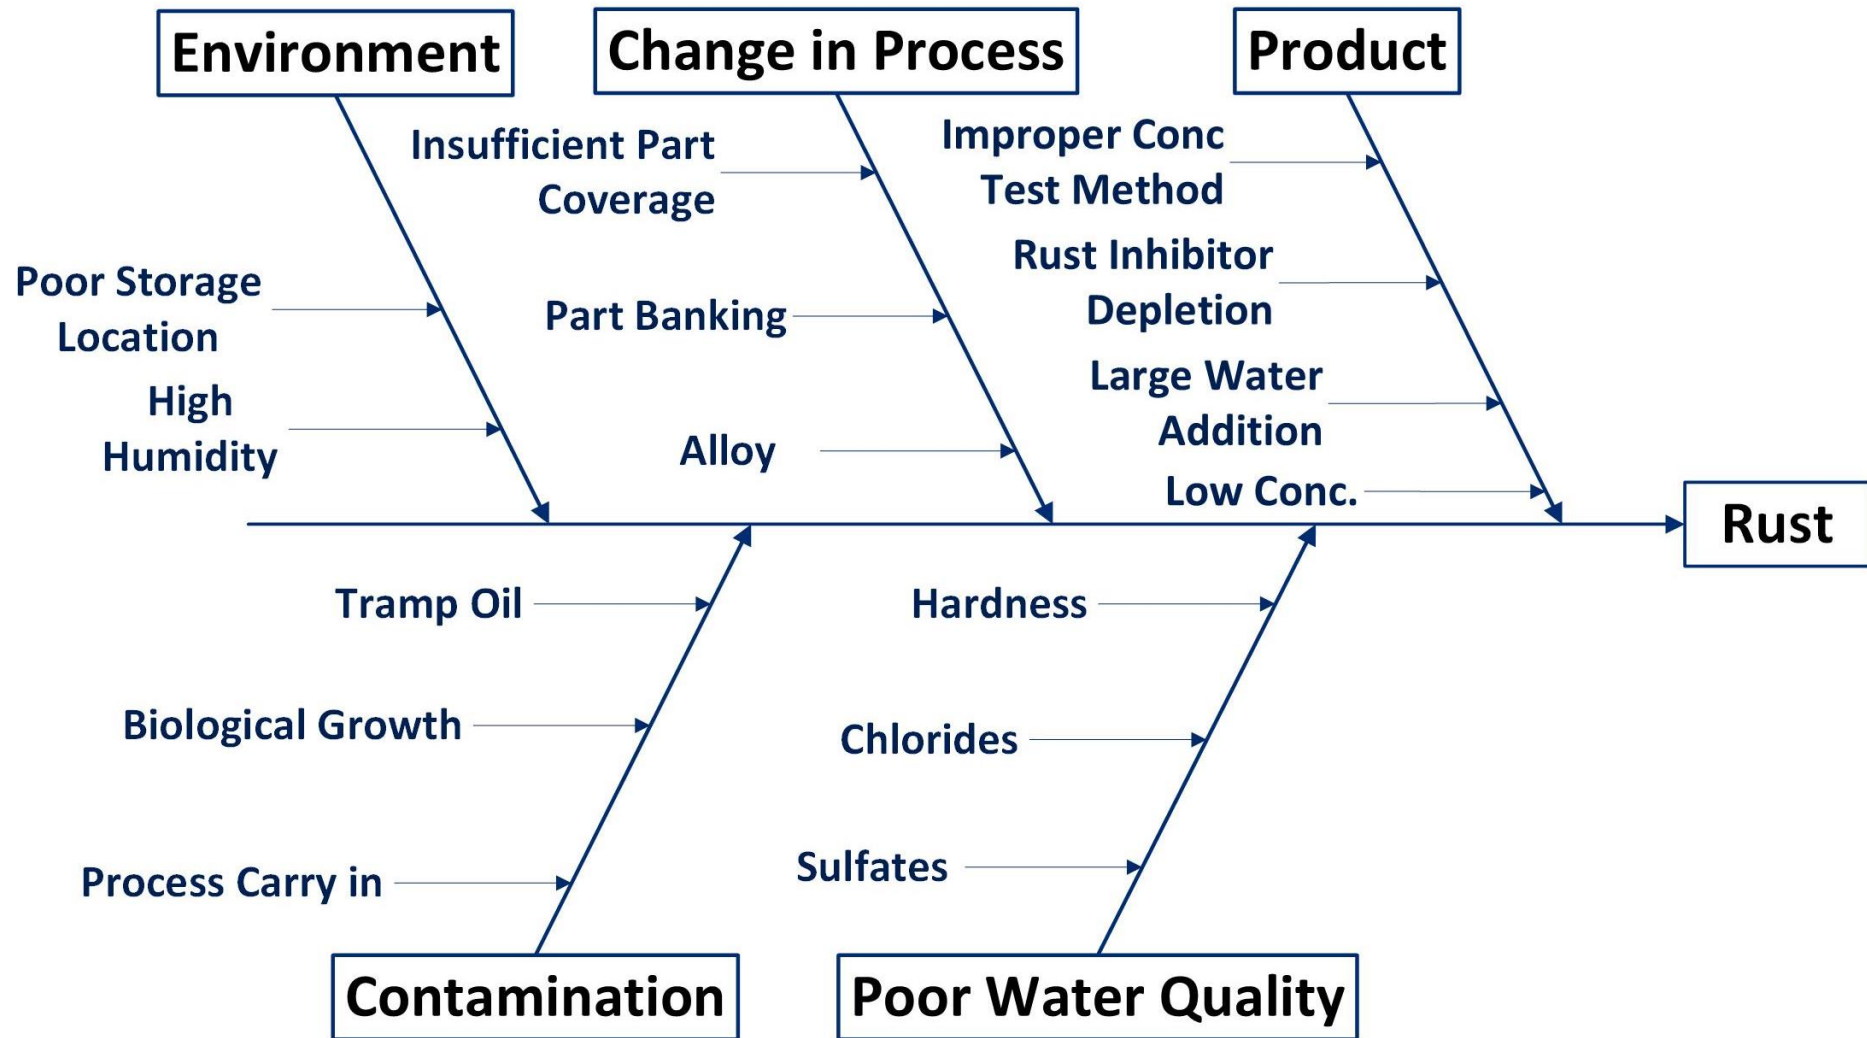 Environment
Change in Process
Product
Insufficient Part
Coverage
Improper Conc
Test Method
Rust Inhibitor
Depletion
Poor Storage
Location
Part Banking
Large Water
Addition
High
Humidity
Alloy
Low Conc.
Rust
Tramp Oil
Hardness
Biological Growth
Chlorides
Process Carry in
Sulfates
Contamination
Poor Water Quality